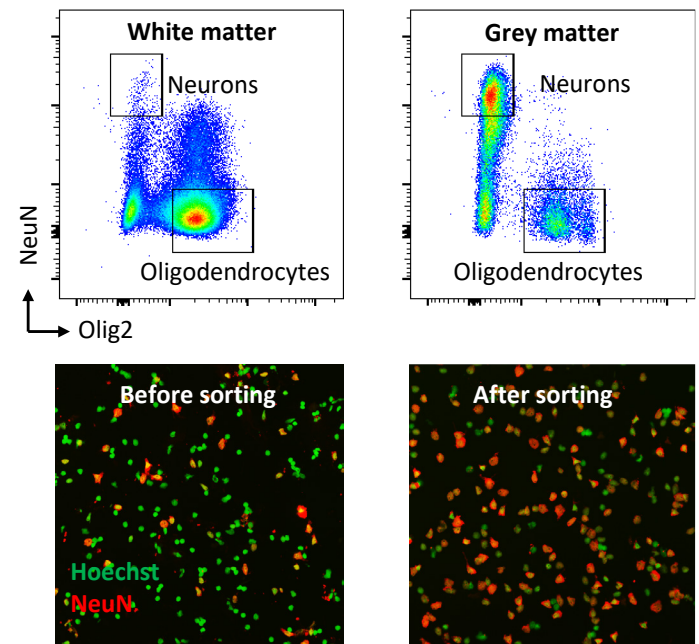 White matter
Neurons
Oligodendrocytes
Grey matter
Neurons
Oligodendrocytes
NeuN
Olig2
Before sorting
Hoechst
NeuN
After sorting